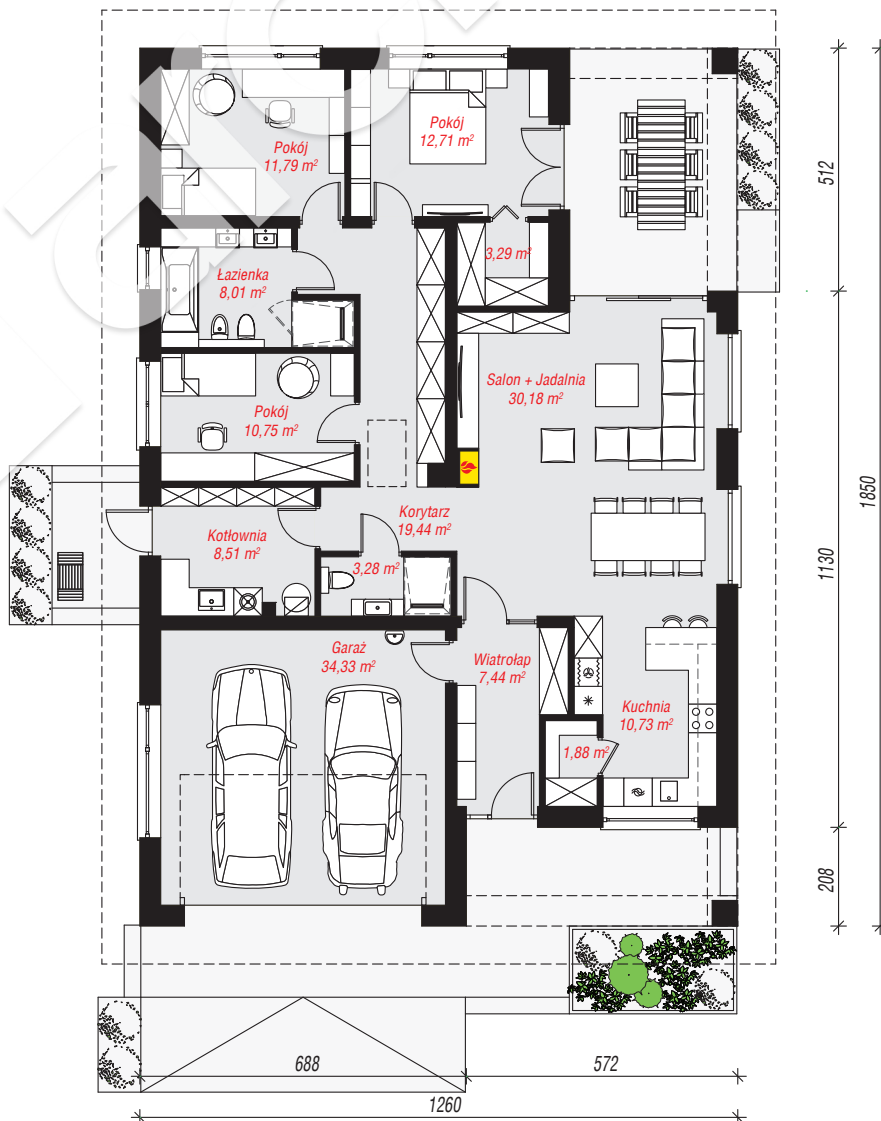 Pokój
11,79 m²
Pokój
12,71 m²
3,29 m²
Łazienka
8,01 m²
Salon + Jadalnia
30,18 m²
Pokój
10,75 m²
Korytarz
19,44 m²
Kotłownia
8,51 m²
3,28 m²
Garaż
34,33 m²
Wiatrołap
7,44 m²
Kuchnia
10,73 m²
1,88 m²
512
1130
1850
208
688
572
1260